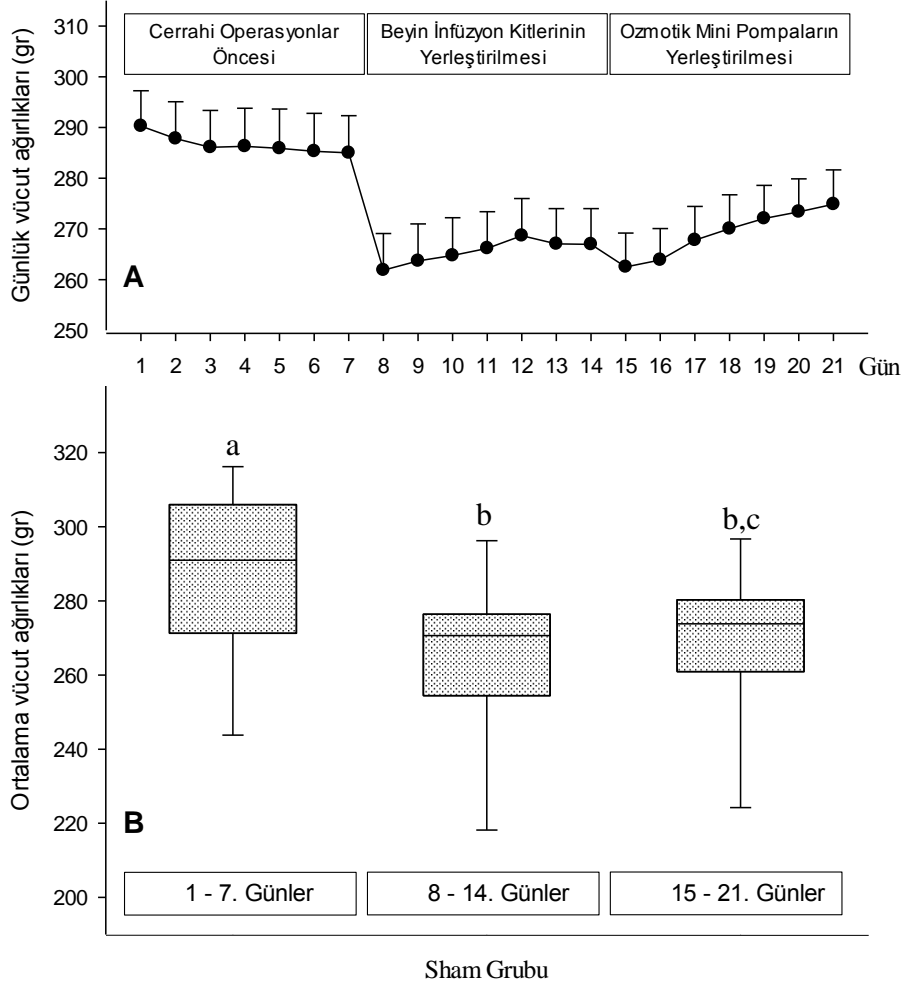 Günlük vücut ağırlıkları (gr)
310
300
290
280
270
260
250
Cerrahi Operasyonlar
Öncesi
Beyin İnfüzyon Kitlerinin
Yerleştirilmesi
Ozmotik Mini Pompaların
Yerleştirilmesi
A
1 2 3 4 5 6 7 8 9 10 11 12 13 14 15 16 17 18 19 20 21 Gün
Ortalama vücut ağırlıkları (gr)
320
300
280
260
240
220
200
a
b
b,c
B
1 - 7. Günler
8 - 14. Günler
15 - 21. Günler
Sham Grubu